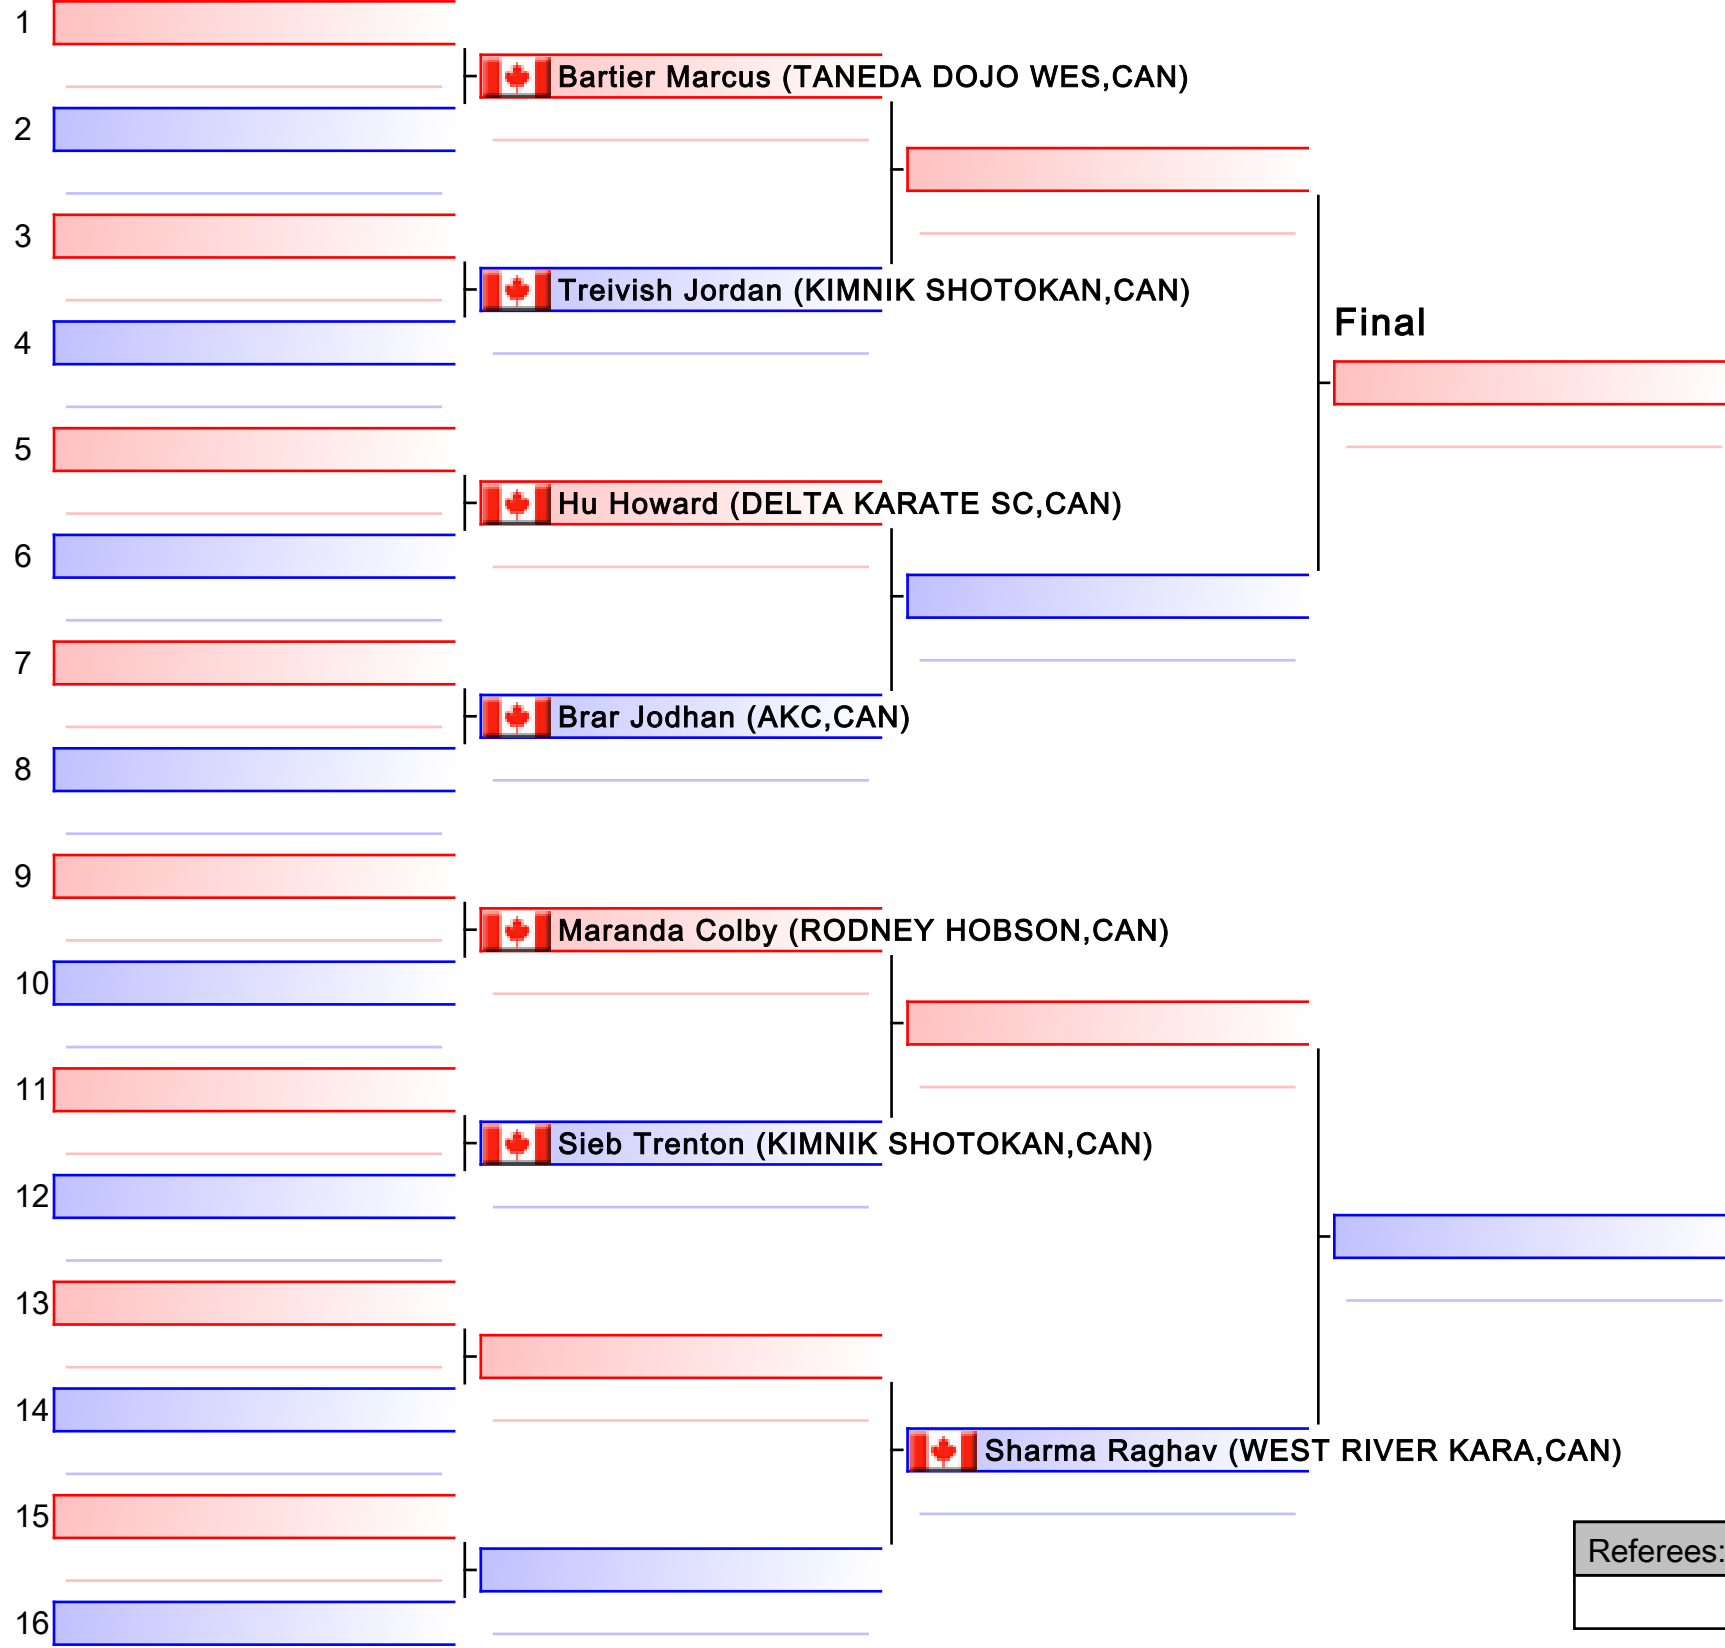 1
Bartier Marcus (TANEDA DOJO WES,CAN)
2
3
Treivish Jordan (KIMNIK SHOTOKAN,CAN)
Final
4
5
Hu Howard (DELTA KARATE SC,CAN)
6
7
Brar Jodhan (AKC,CAN)
8
9
Maranda Colby (RODNEY HOBSON,CAN)
10
11
Sieb Trenton (KIMNIK SHOTOKAN,CAN)
12
13
14
Sharma Raghav (WEST RIVER KARA,CAN)
15
Referees:
16